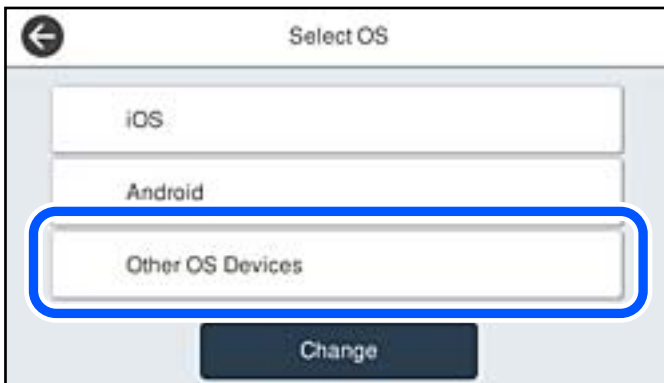 Select OS
iOS
Android
Other OS Devices
Change